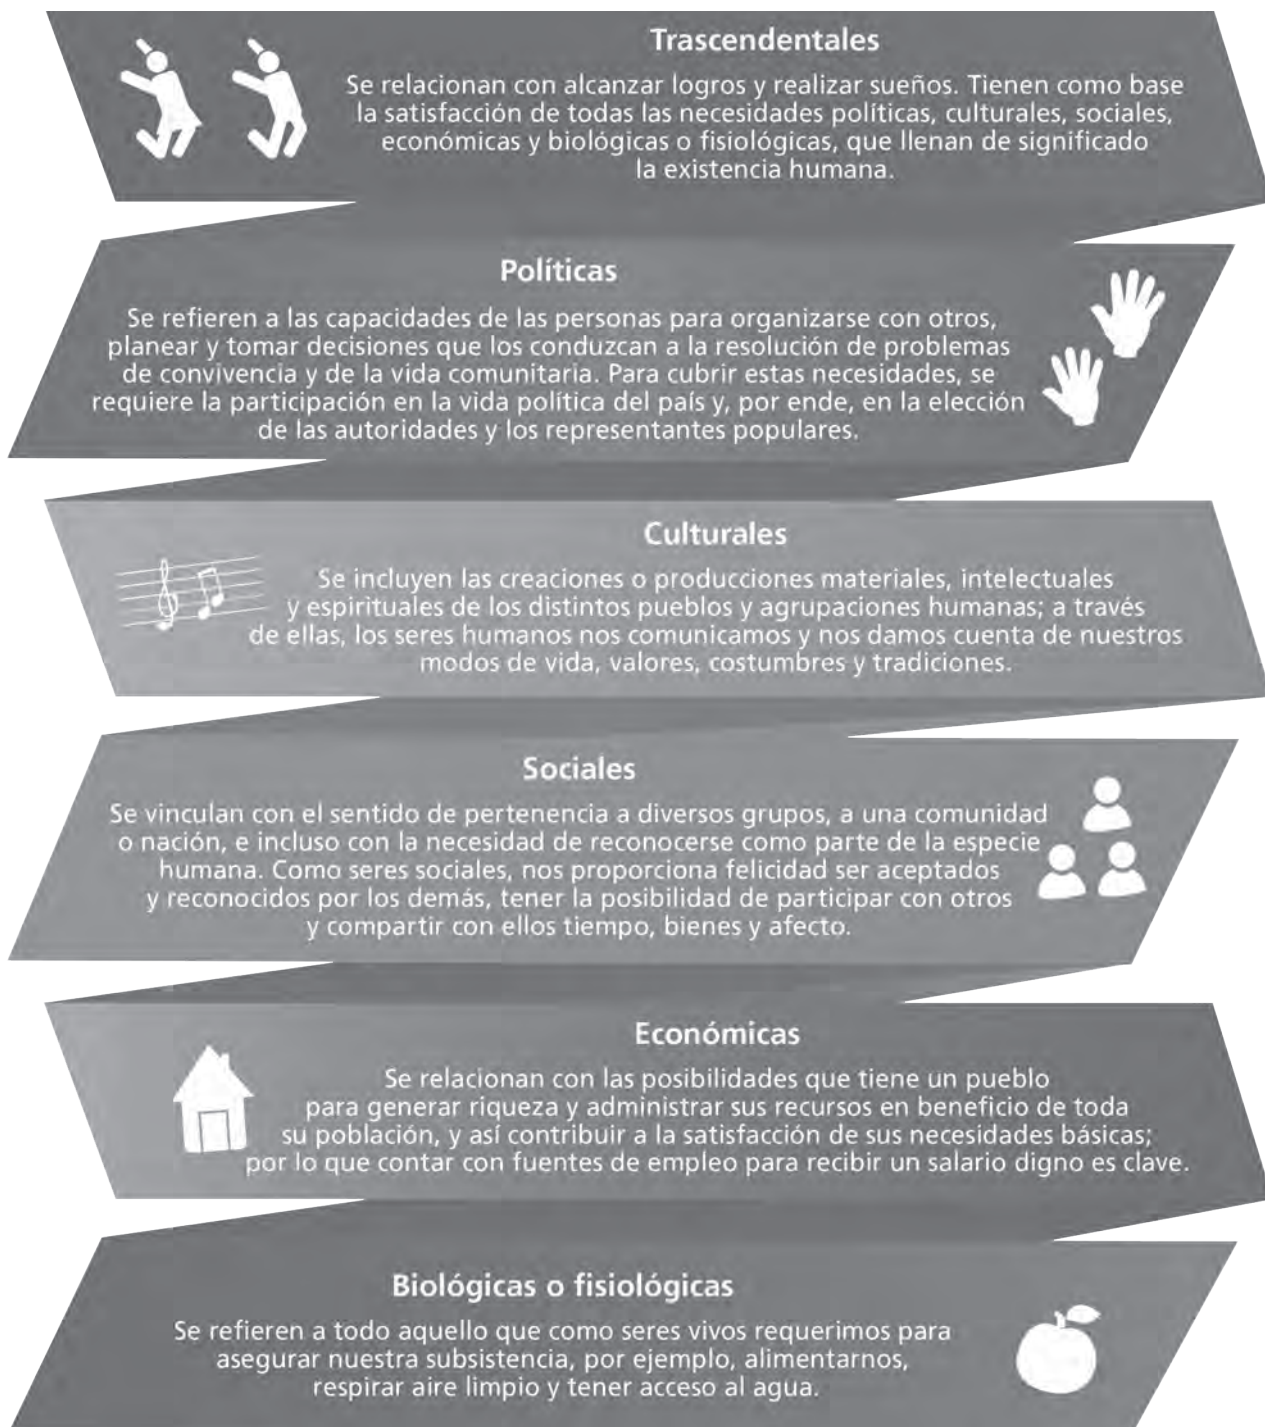 Trascendentales
Se relacionan con alcanzar logros y realizar sueños. Tienen como base
la satisfacción de todas las necesidades políticas, culturales, sociales,
económicas y biológicas o fisiológicas, que llenan de significado
la existencia humana.
Políticas
Se refieren a las capacidades de las personas para organizarse con otros,
planear y tomar decisiones que los conduzcan a la resolución de problemas
de convivencia y de la vida comunitaria. Para cubrir estas necesidades, se
requiere la participación en la vida política del país y, por ende, en la elección
de las autoridades y los representantes populares.
Culturales
Se incluyen las creaciones o producciones materiales, intelectuales
y espirituales de los distintos pueblos y agrupaciones humanas; a través
de ellas, los seres humanos nos comunicamos y nos damos cuenta de nuestros
modos de vida, valores, costumbres y tradiciones.
Sociales
Se vinculan con el sentido de pertenencia a diversos grupos, a una comunidad
o nación, e incluso con la necesidad de reconocerse como parte de la especie
humana. Como seres sociales, nos proporciona felicidad ser aceptados
y reconocidos por los demás, tener la posibilidad de participar con otros
y compartir con ellos tiempo, bienes y afecto.
Económicas
Se relacionan con las posibilidades que tiene un pueblo
para generar riqueza y administrar sus recursos en beneficio de toda
su población, y así contribuir a la satisfacción de sus necesidades básicas;
por lo que contar con fuentes de empleo para recibir un salario digno es clave.
Biológicas o fisiológicas
Se refieren a todo aquello que como seres vivos requerimos para
asegurar nuestra subsistencia, por ejemplo, alimentarnos,
respirar aire limpio y tener acceso al agua.